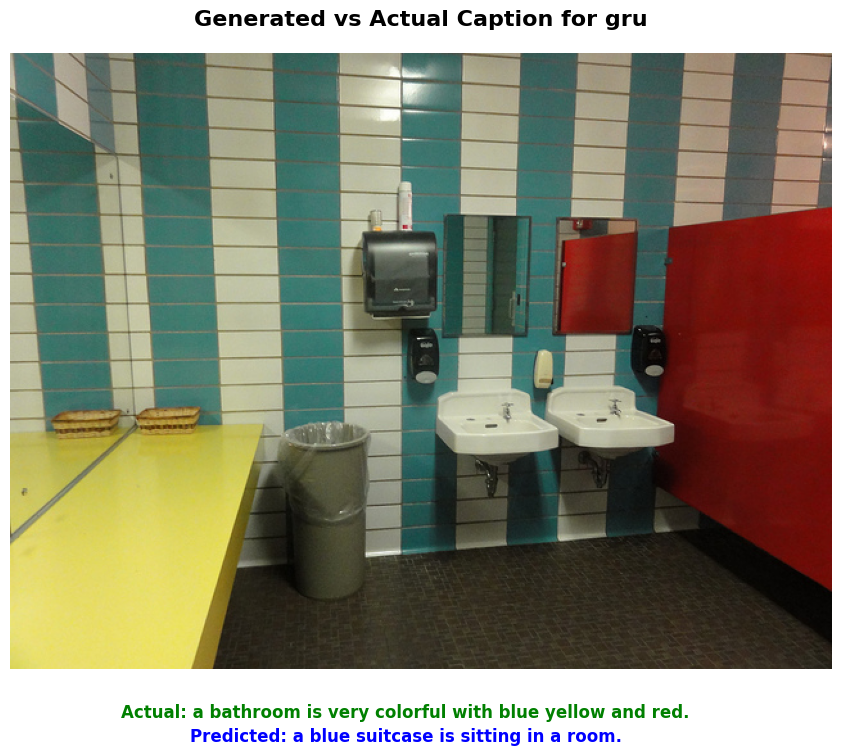 Generated vs Actual Caption for gru
Actual: a bathroom is very colorful with blue yellow and red.
Predicted: a blue suitcase is sitting in a room.